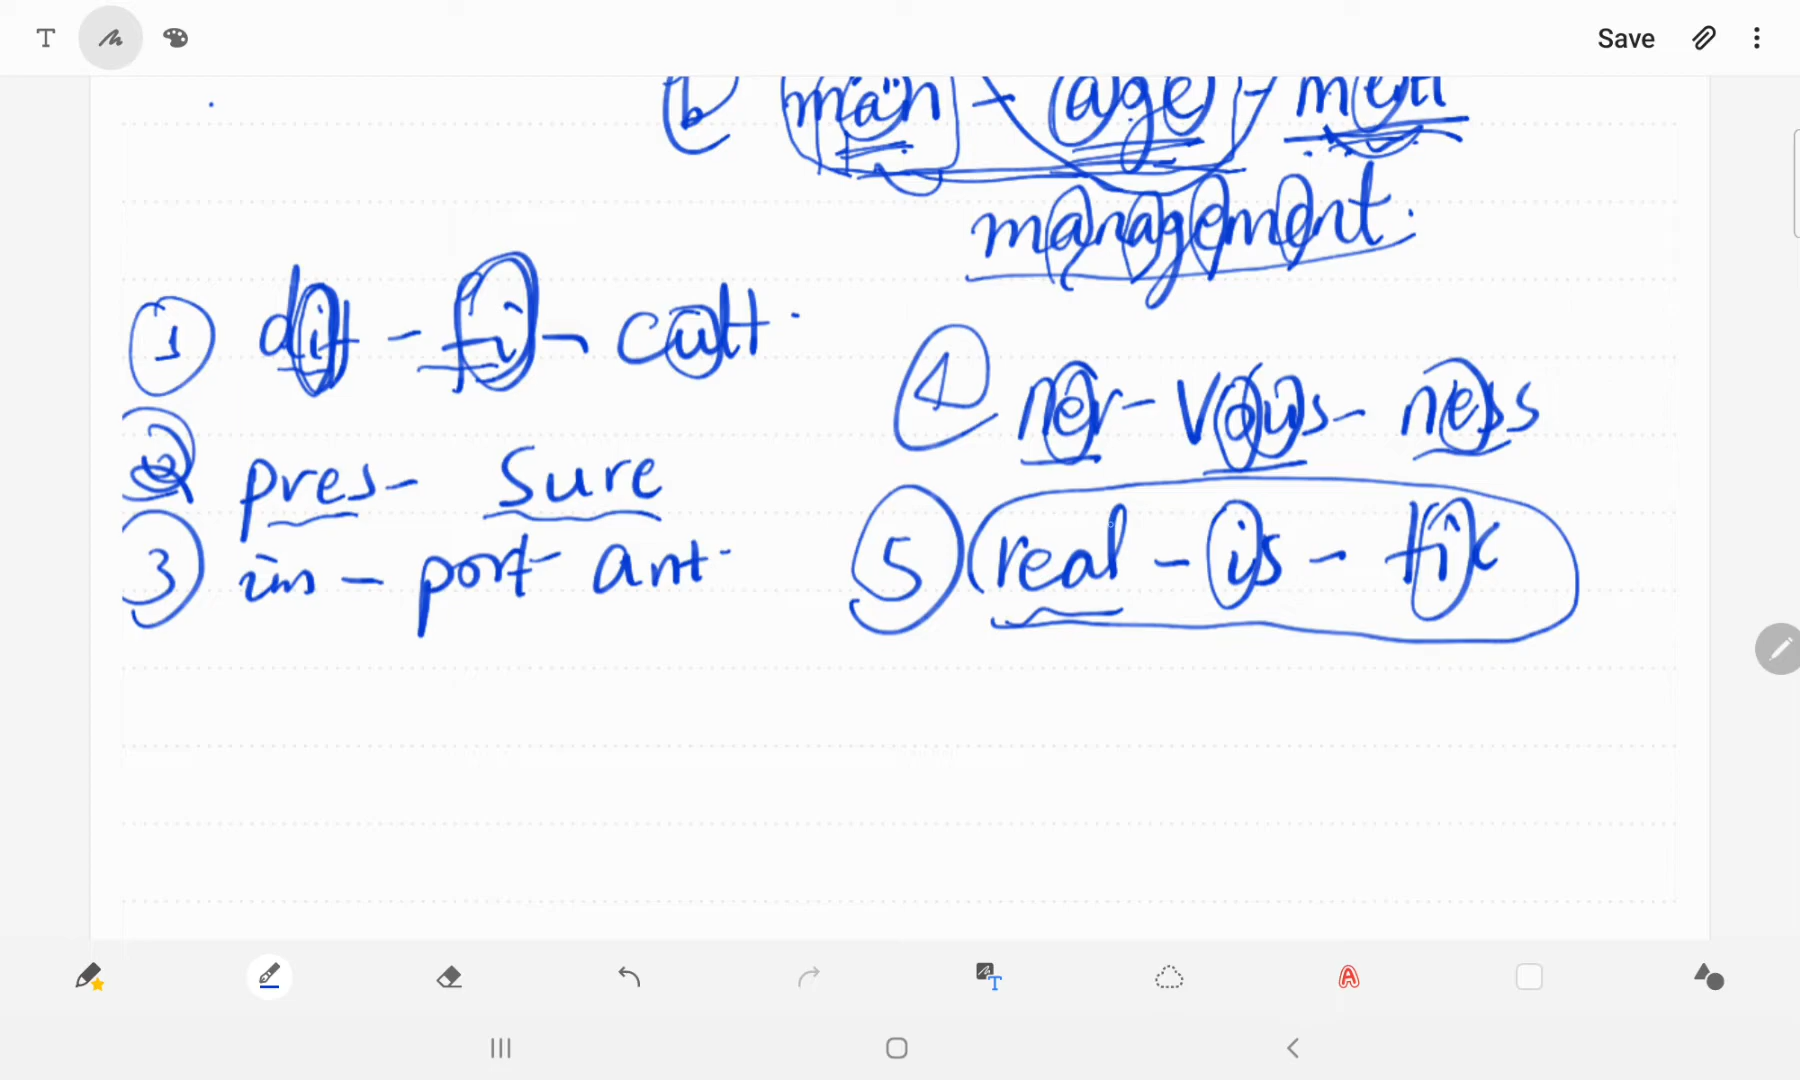 Save
b man - age - ment
management.
1 dif - fi - cult.
2 pres - sure
3 im - port - ant.
4 ner - vous - ness
5 real - is - tic